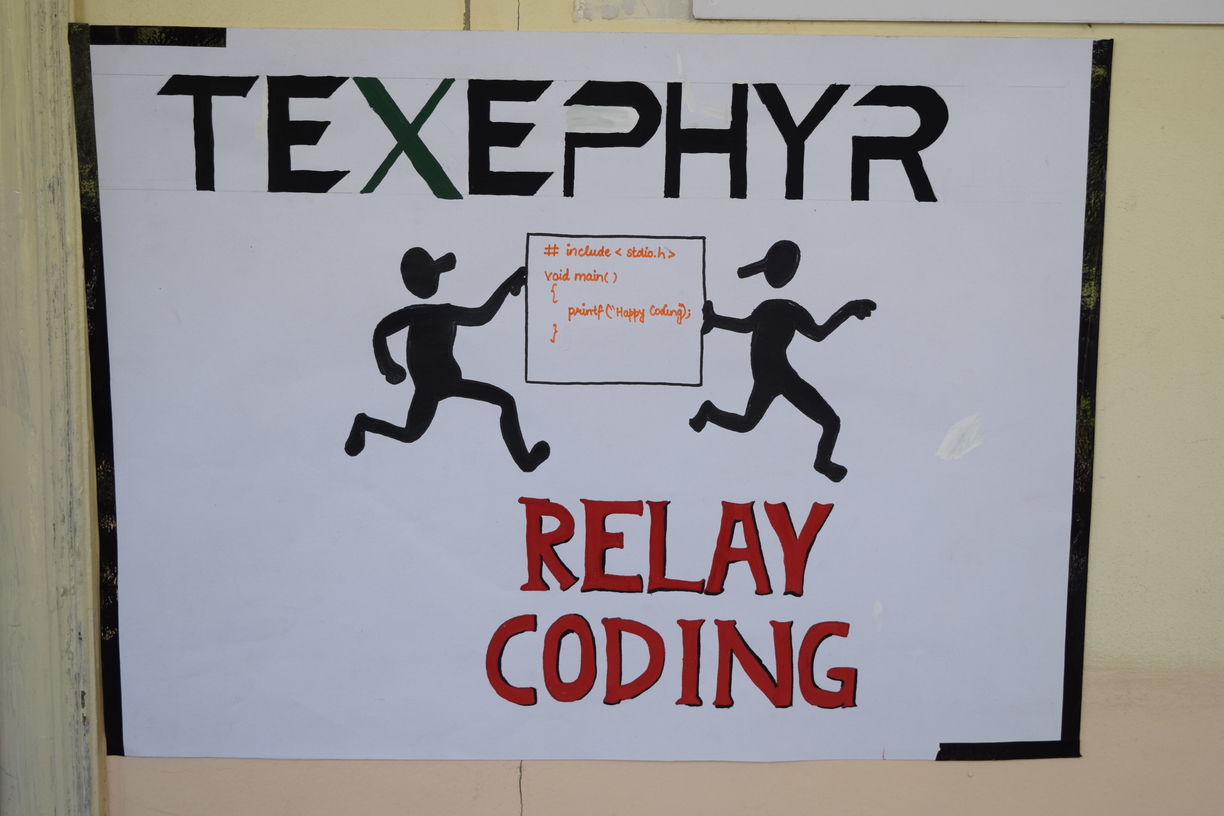 TEXEPHYR
# include < stdio.h>
void main( )
{
printf ("Happy Coding");
}
RELAY
CODING